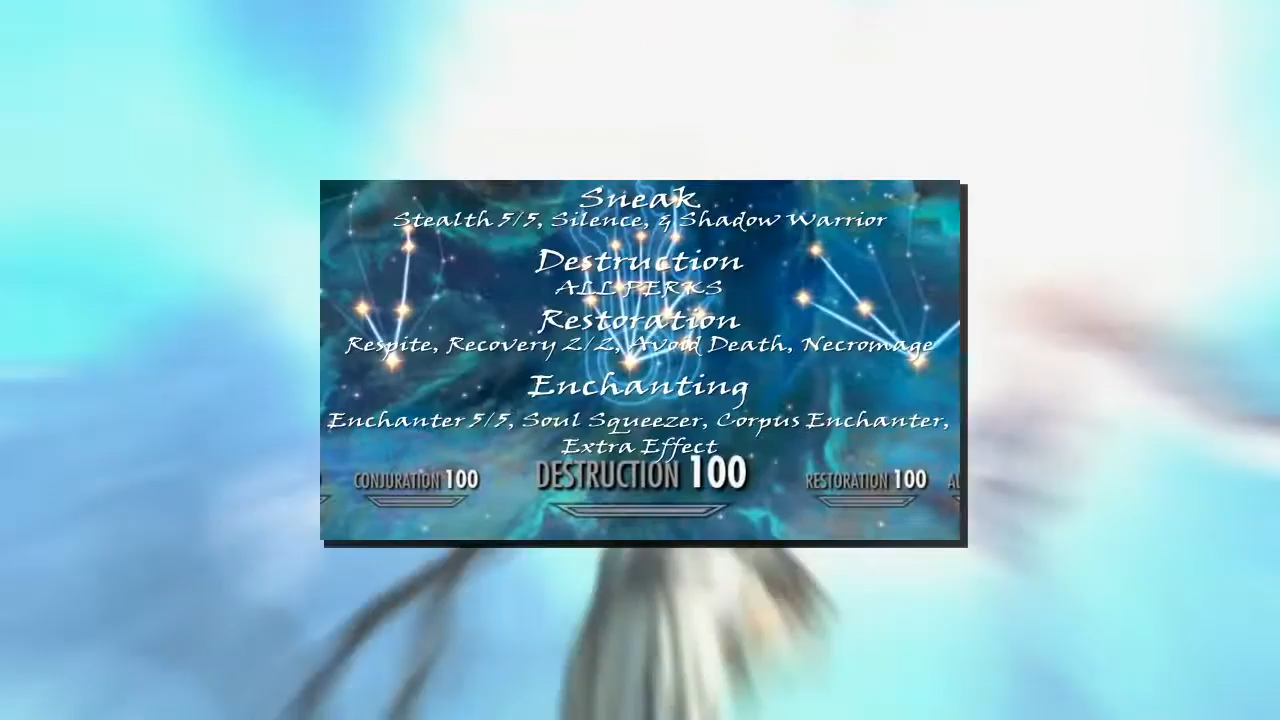 Sneak
Stealth 5/5, Silence, & Shadow Warrior
Destruction
ALL PERKS
Restoration
Respite, Recovery 2/2, Avoid Death, Necromage
Enchanting
Enchanter 5/5, Soul Squeezer, Corpus Enchanter,
Extra Effect
CONJURATION 100
DESTRUCTION 100
RESTORATION 100